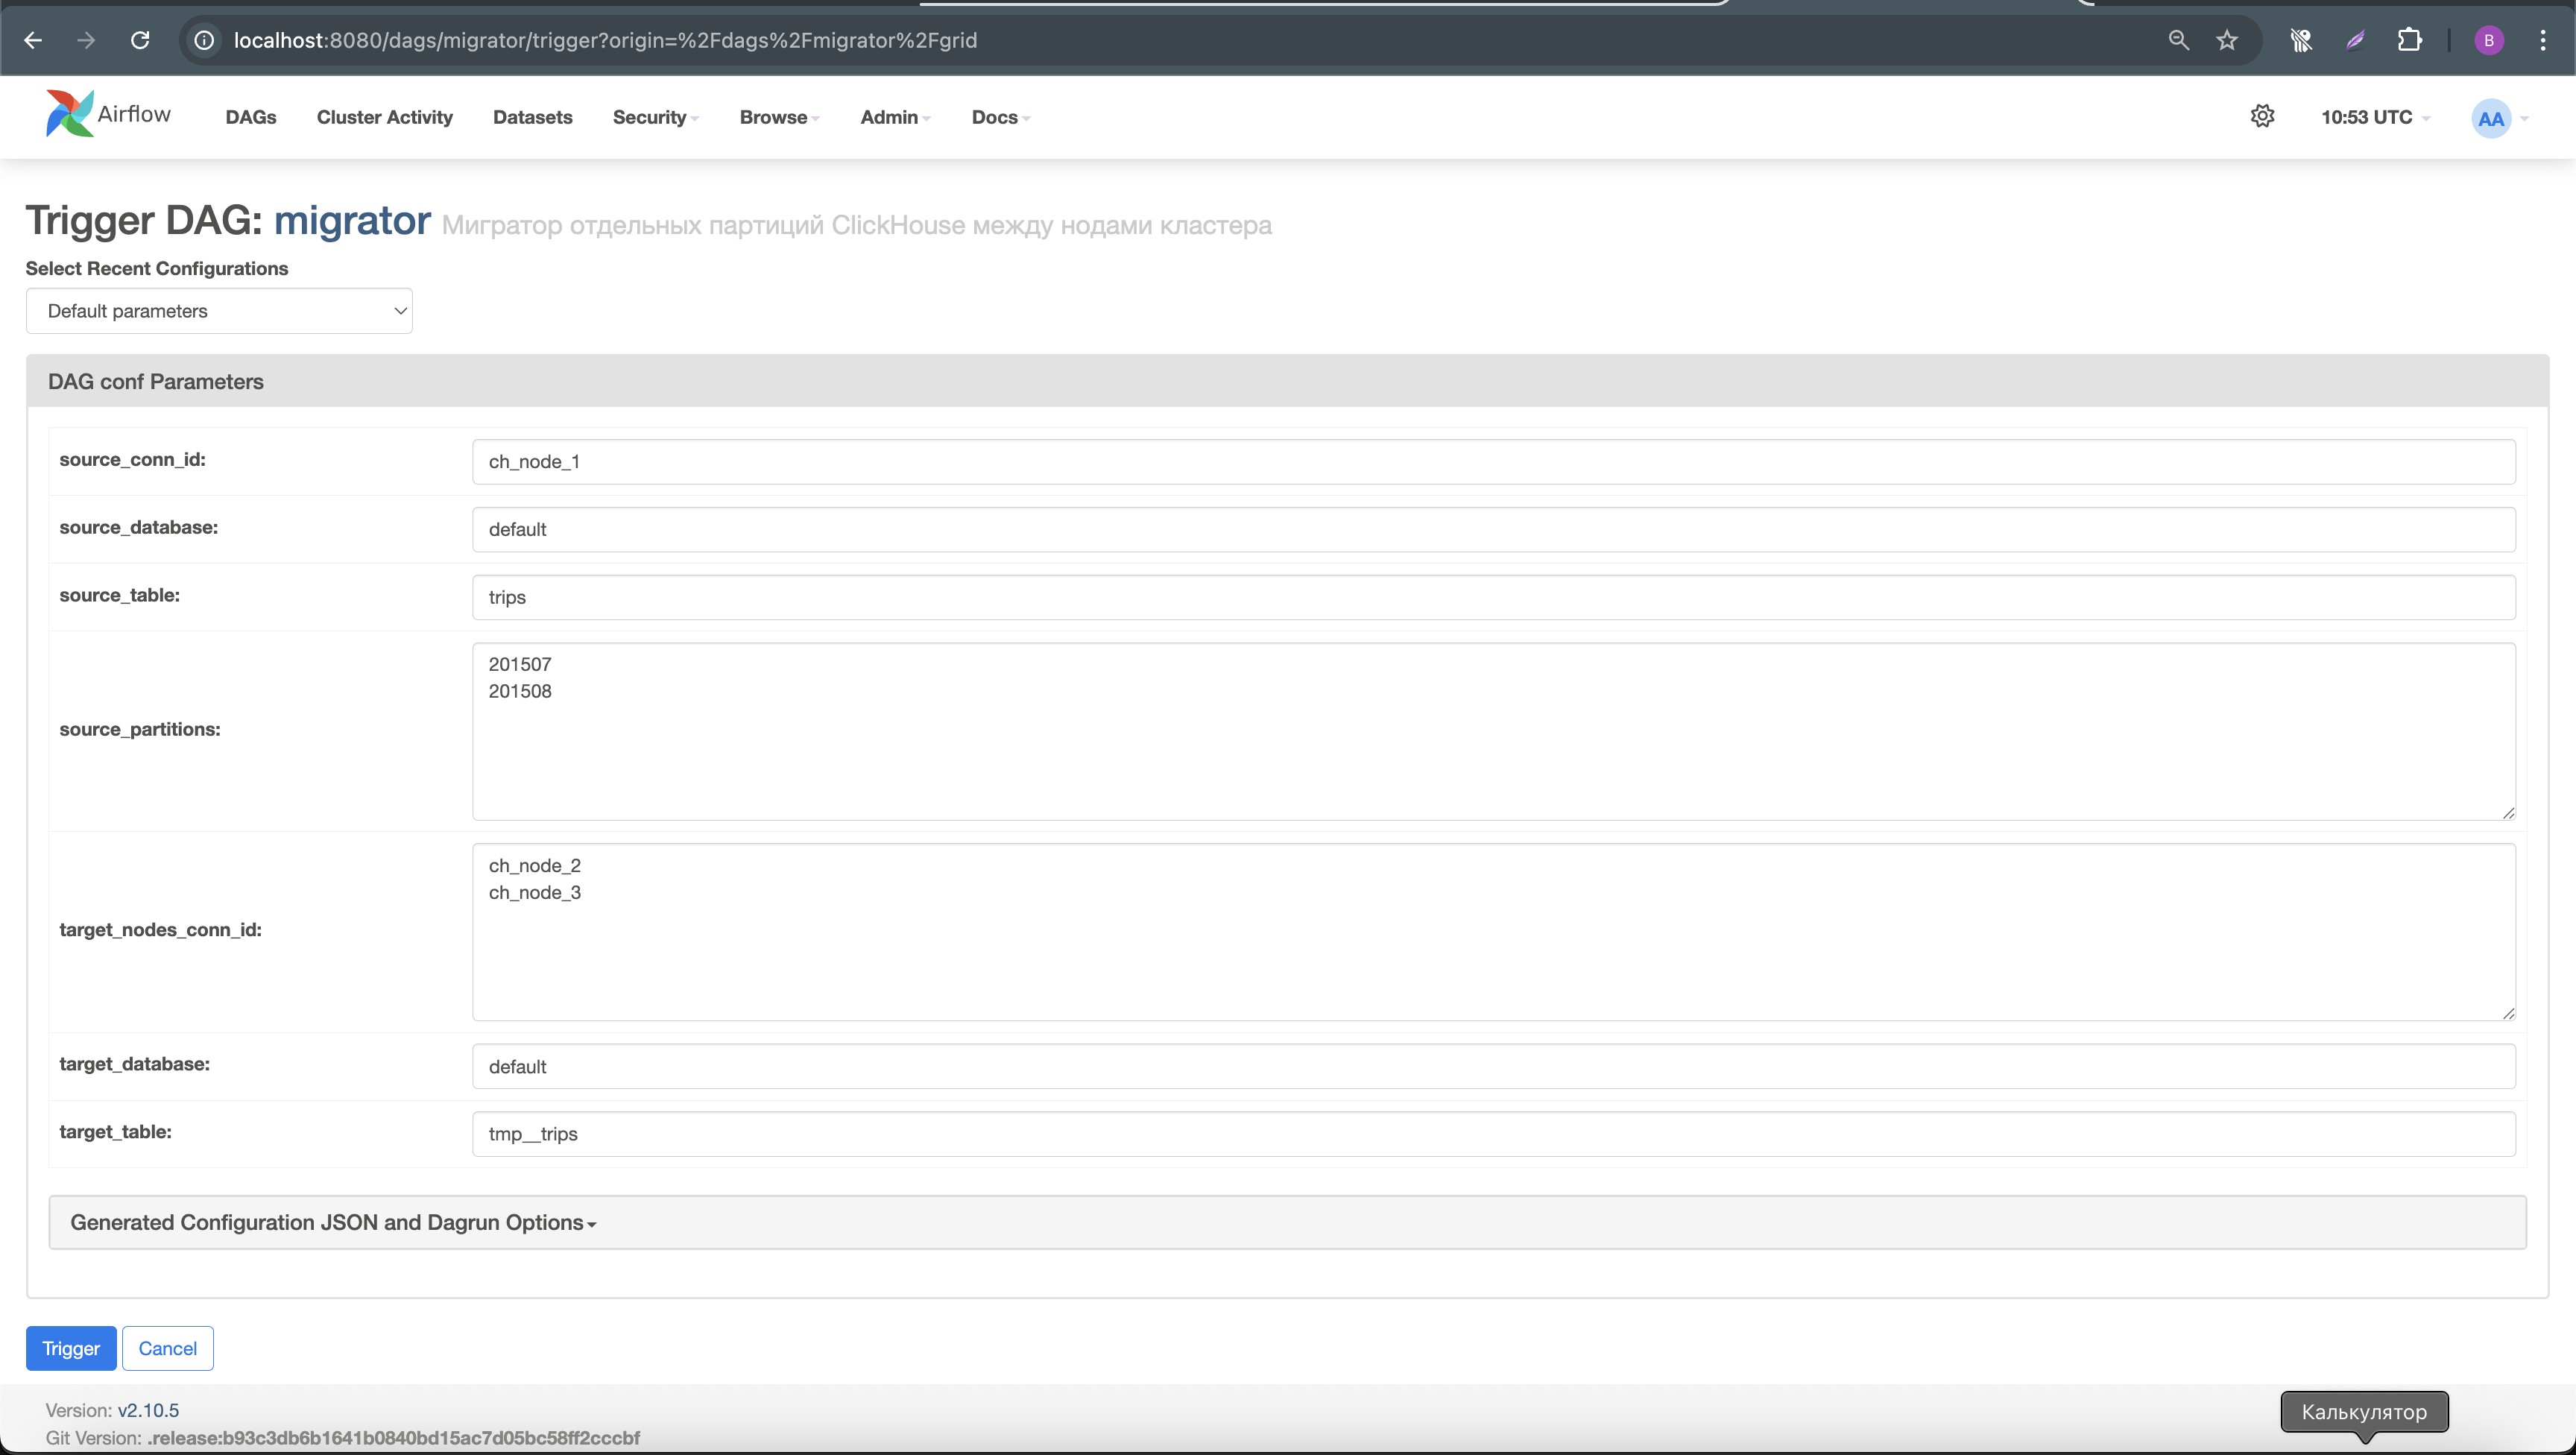 localhost:8080/dags/migrator/trigger?origin=%2Fdags%2Fmigrator%2Fgrid
B
Airflow DAGs Cluster Activity Datasets Security Browse Admin Docs 10:53 UTC AA
Trigger DAG: migrator Мигратор отдельных партиций ClickHouse между нодами кластера
Select Recent Configurations
Default parameters
DAG conf Parameters
source_conn_id: ch_node_1
source_database: default
source_table: trips
source_partitions:
201507
201508
target_nodes_conn_id:
ch_node_2
ch_node_3
target_database: default
target_table: tmp__trips
Generated Configuration JSON and Dagrun Options
Trigger Cancel
Version: v2.10.5
Git Version: .release:b93c3db6b1641b0840bd15ac7d05bc58ff2cccbf
Калькулятор